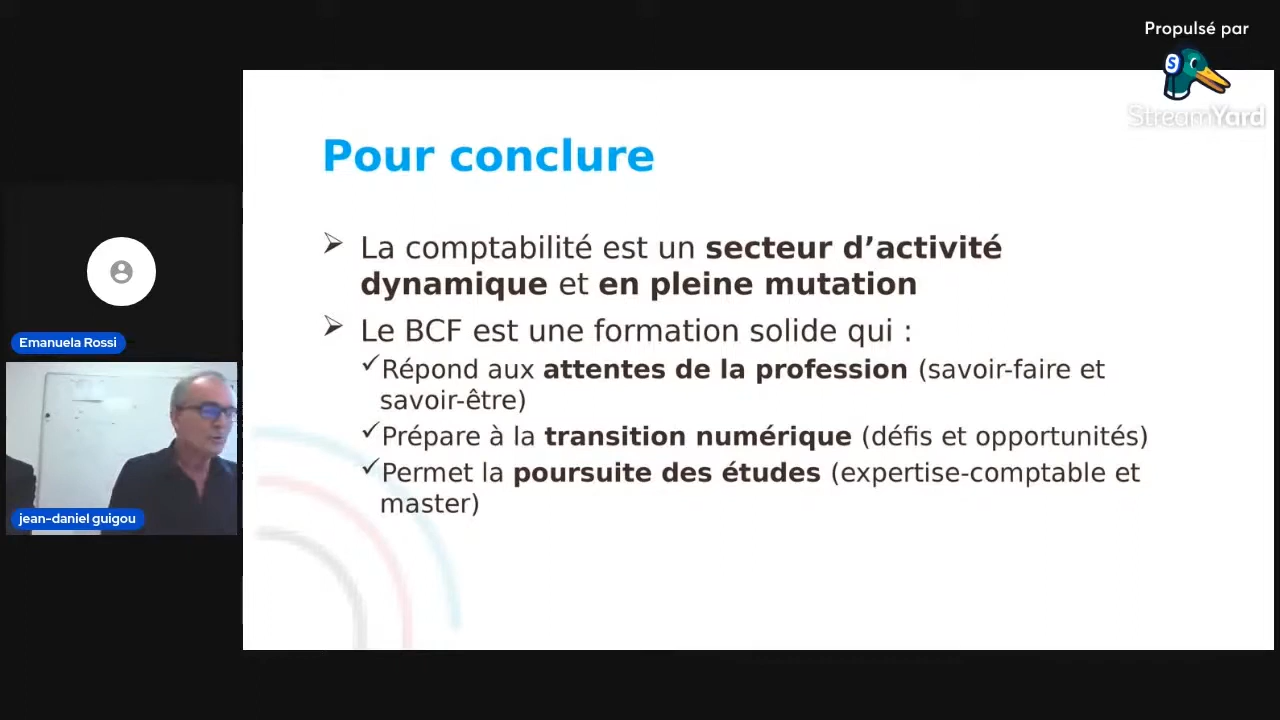 Propulsé par
StreamYard
Pour conclure
La comptabilité est un secteur d’activité
dynamique et en pleine mutation
Le BCF est une formation solide qui :
Répond aux attentes de la profession (savoir-faire et
savoir-être)
Prépare à la transition numérique (défis et opportunités)
Permet la poursuite des études (expertise-comptable et
master)
Emanuela Rossi
jean-daniel guigou